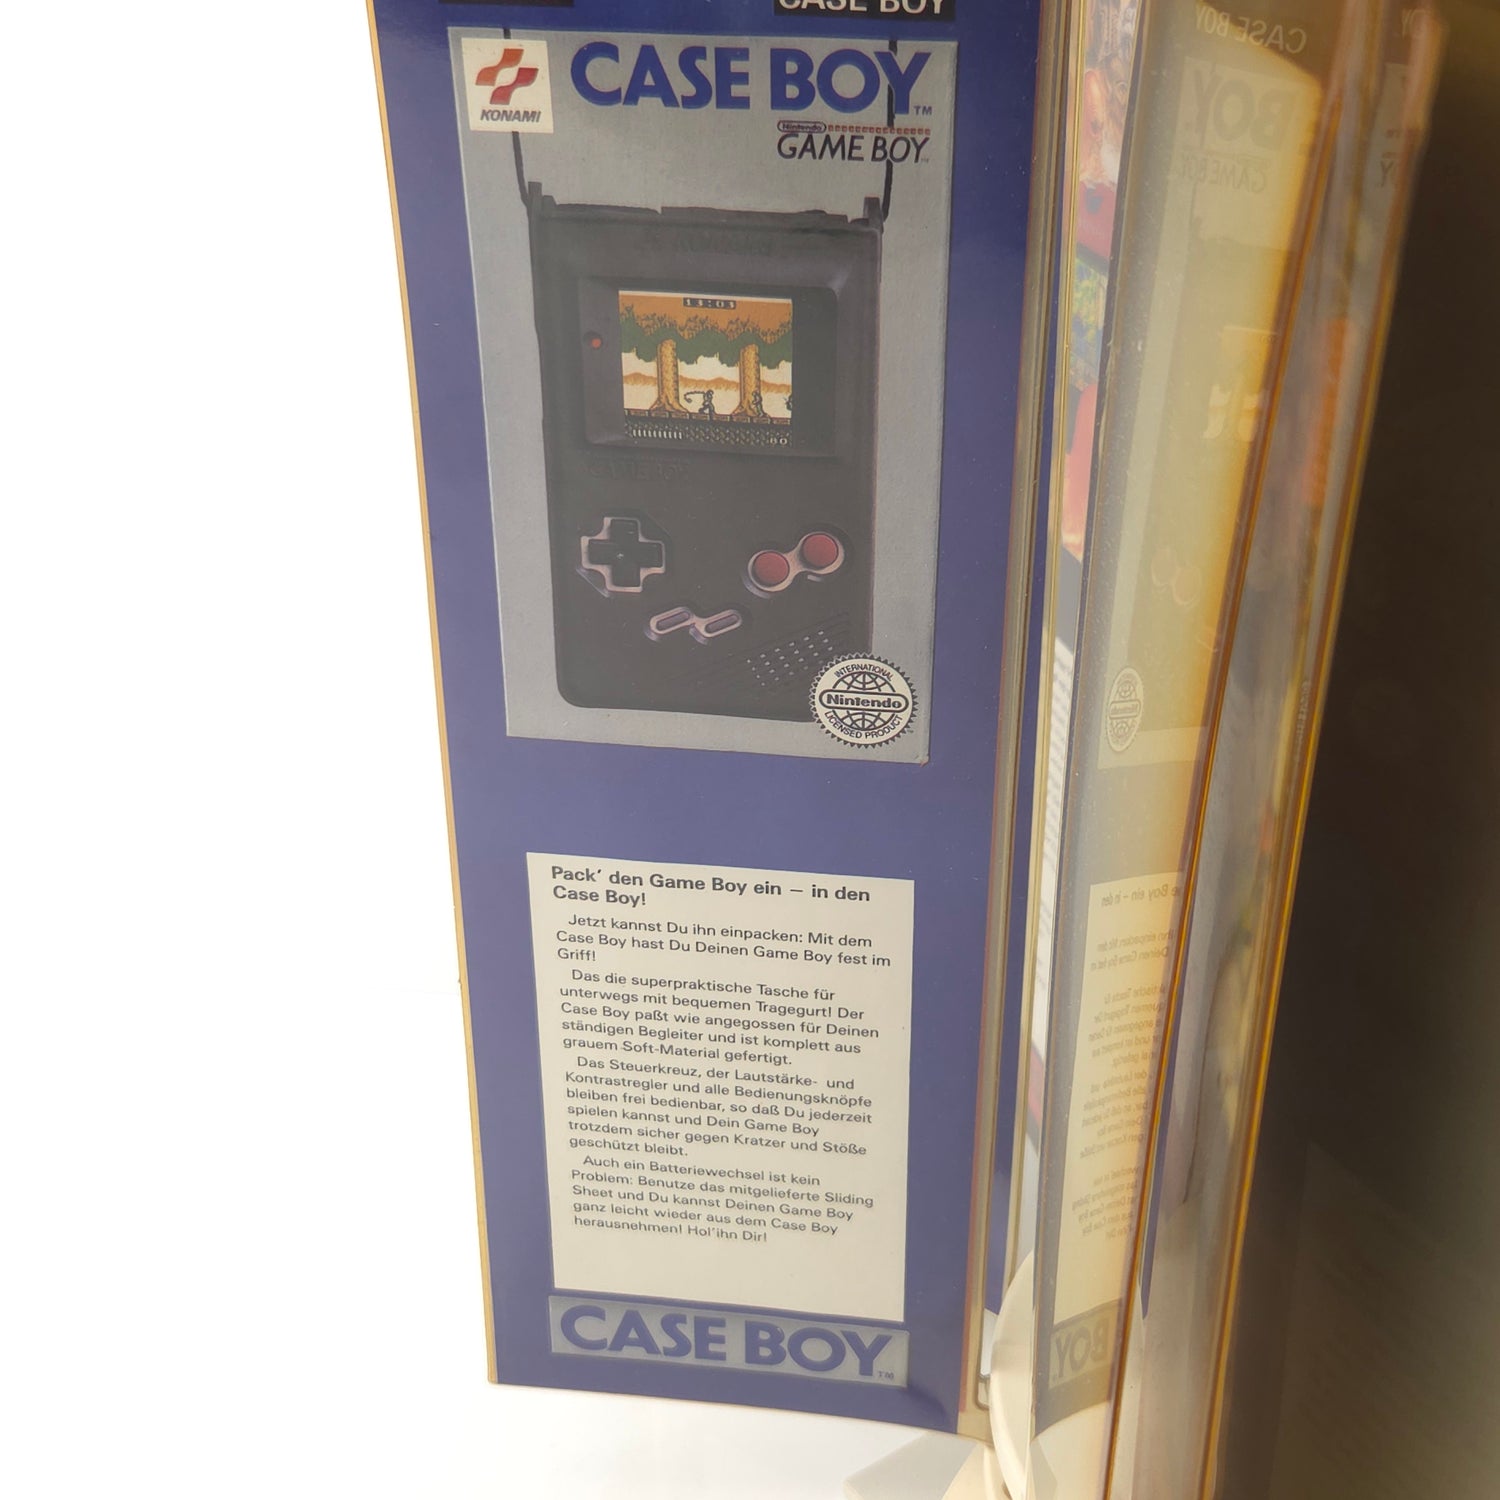 CASE BOY
KONAMI
CASE BOY™
Nintendo
GAME BOY™
13:03
80
INTERNATIONAL
Nintendo
LICENSED PRODUCT
Pack’ den Game Boy ein – in den
Case Boy!
Jetzt kannst Du ihn einpacken: Mit dem
Case Boy hast Du Deinen Game Boy fest im
Griff!
Das die superpraktische Tasche für
unterwegs mit bequemen Tragegurt! Der
Case Boy paßt wie angegossen für Deinen
ständigen Begleiter und ist komplett aus
grauem Soft-Material gefertigt.
Das Steuerkreuz, der Lautstärke- und
Kontrastregler und alle Bedienungsknöpfe
bleiben frei bedienbar, so daß Du jederzeit
spielen kannst und Dein Game Boy
trotzdem sicher gegen Kratzer und Stöße
geschützt bleibt.
Auch ein Batteriewechsel ist kein
Problem: Benutze das mitgelieferte Sliding
Sheet und Du kannst Deinen Game Boy
ganz leicht wieder aus dem Case Boy
herausnehmen! Hol’ihn Dir!
CASE BOY™